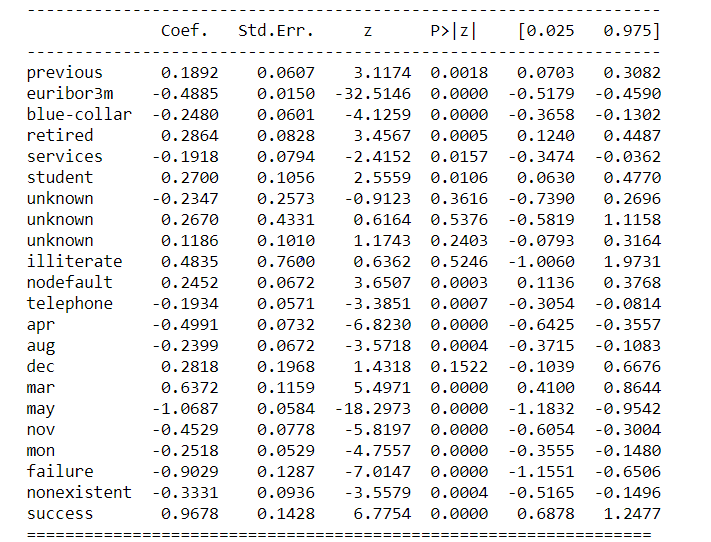 ----------------------------------------------------------------
Coef. Std.Err. z P>|z| [0.025 0.975]
----------------------------------------------------------------
previous 0.1892 0.0607 3.1174 0.0018 0.0703 0.3082
euribor3m -0.4885 0.0150 -32.5146 0.0000 -0.5179 -0.4590
blue-collar -0.2480 0.0601 -4.1259 0.0000 -0.3658 -0.1302
retired 0.2864 0.0828 3.4567 0.0005 0.1240 0.4487
services -0.1918 0.0794 -2.4152 0.0157 -0.3474 -0.0362
student 0.2700 0.1056 2.5559 0.0106 0.0630 0.4770
unknown -0.2347 0.2573 -0.9123 0.3616 -0.7390 0.2696
unknown 0.2670 0.4331 0.6164 0.5376 -0.5819 1.1158
unknown 0.1186 0.1010 1.1743 0.2403 -0.0793 0.3164
illiterate 0.4835 0.7600 0.6362 0.5246 -1.0060 1.9731
nodefault 0.2452 0.0672 3.6507 0.0003 0.1136 0.3768
telephone -0.1934 0.0571 -3.3851 0.0007 -0.3054 -0.0814
apr -0.4991 0.0732 -6.8230 0.0000 -0.6425 -0.3557
aug -0.2399 0.0672 -3.5718 0.0004 -0.3715 -0.1083
dec 0.2818 0.1968 1.4318 0.1522 -0.1039 0.6676
mar 0.6372 0.1159 5.4971 0.0000 0.4100 0.8644
may -1.0687 0.0584 -18.2973 0.0000 -1.1832 -0.9542
nov -0.4529 0.0778 -5.8197 0.0000 -0.6054 -0.3004
mon -0.2518 0.0529 -4.7557 0.0000 -0.3555 -0.1480
failure -0.9029 0.1287 -7.0147 0.0000 -1.1551 -0.6506
nonexistent -0.3331 0.0936 -3.5579 0.0004 -0.5165 -0.1496
success 0.9678 0.1428 6.7754 0.0000 0.6878 1.2477
================================================================